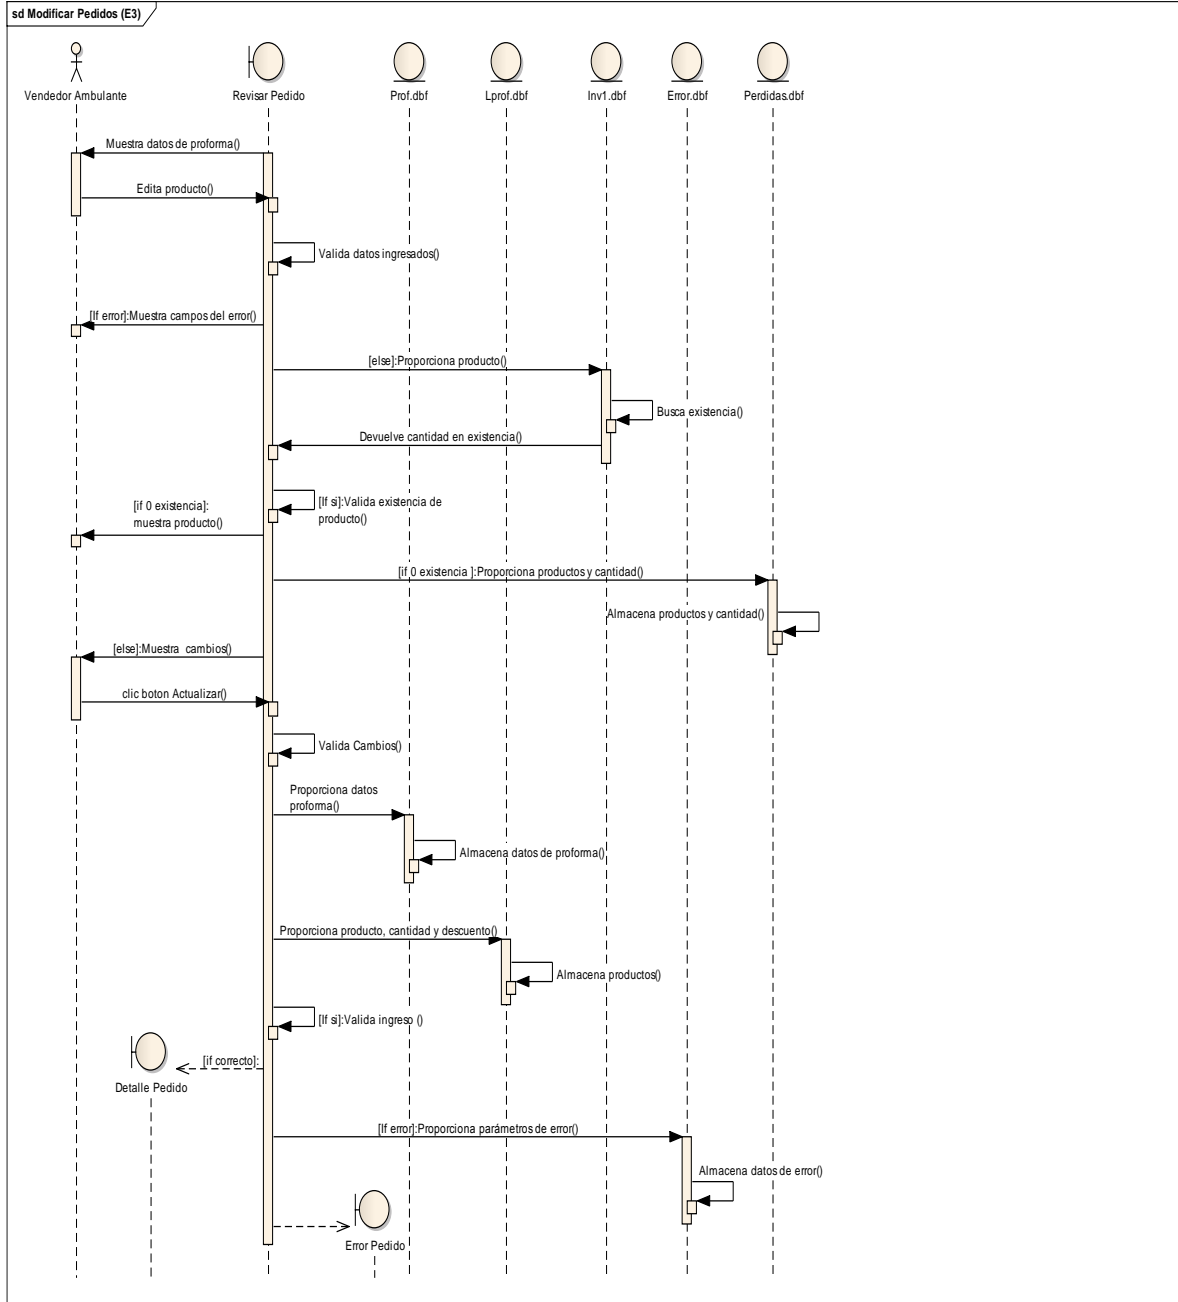 sd Modificar Pedidos (E3)
Vendedor Ambulante
Revisar Pedido
Prof.dbf
Lprof.dbf
Inv1.dbf
Error.dbf
Perdidas.dbf
Muestra datos de proforma()
Edita producto()
Valida datos ingresados()
[If error]:Muestra campos del error()
[else]:Proporciona producto()
Busca existencia()
Devuelve cantidad en existencia()
[if 0 existencia]:
muestra producto()
[If si]:Valida existencia de
producto()
[if 0 existencia ]:Proporciona productos y cantidad()
Almacena productos y cantidad()
[else]:Muestra  cambios()
clic boton Actualizar()
Valida Cambios()
Proporciona datos
proforma()
Almacena datos de proforma()
Proporciona producto, cantidad y descuento()
Almacena productos()
[If si]:Valida ingreso ()
[if correcto]:
Detalle Pedido
[If error]:Proporciona parámetros de error()
Almacena datos de error()
Error Pedido